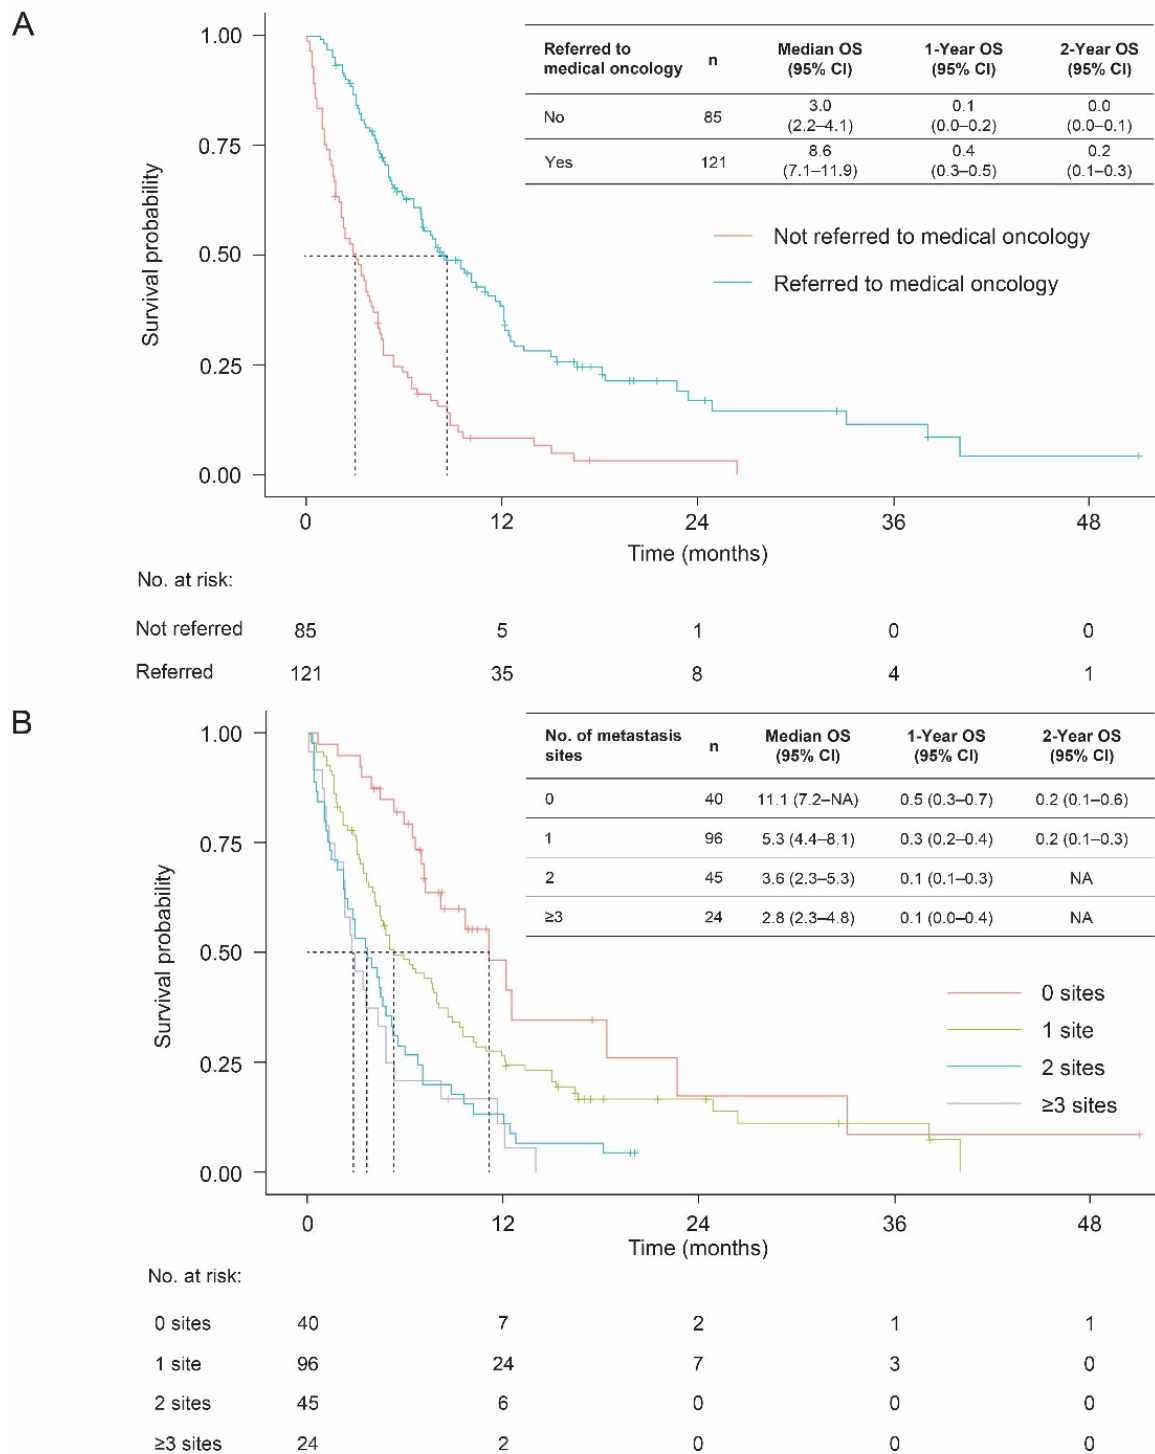 A
Referred to medical oncology n Median OS (95% CI) 1-Year OS (95% CI) 2-Year OS (95% CI)
No 85 3.0 (2.2–4.1) 0.1 (0.0–0.2) 0.0 (0.0–0.1)
Yes 121 8.6 (7.1–11.9) 0.4 (0.3–0.5) 0.2 (0.1–0.3)
Not referred to medical oncology
Referred to medical oncology
Survival probability
1.00
0.75
0.50
0.25
0.00
0 12 24 36 48
Time (months)
No. at risk:
Not referred 85 5 1 0 0
Referred 121 35 8 4 1
B
No. of metastasis sites n Median OS (95% CI) 1-Year OS (95% CI) 2-Year OS (95% CI)
0 40 11.1 (7.2–NA) 0.5 (0.3–0.7) 0.2 (0.1–0.6)
1 96 5.3 (4.4–8.1) 0.3 (0.2–0.4) 0.2 (0.1–0.3)
2 45 3.6 (2.3–5.3) 0.1 (0.1–0.3) NA
≥3 24 2.8 (2.3–4.8) 0.1 (0.0–0.4) NA
0 sites
1 site
2 sites
≥3 sites
Survival probability
1.00
0.75
0.50
0.25
0.00
0 12 24 36 48
Time (months)
No. at risk:
0 sites 40 7 2 1 1
1 site 96 24 7 3 0
2 sites 45 6 0 0 0
≥3 sites 24 2 0 0 0